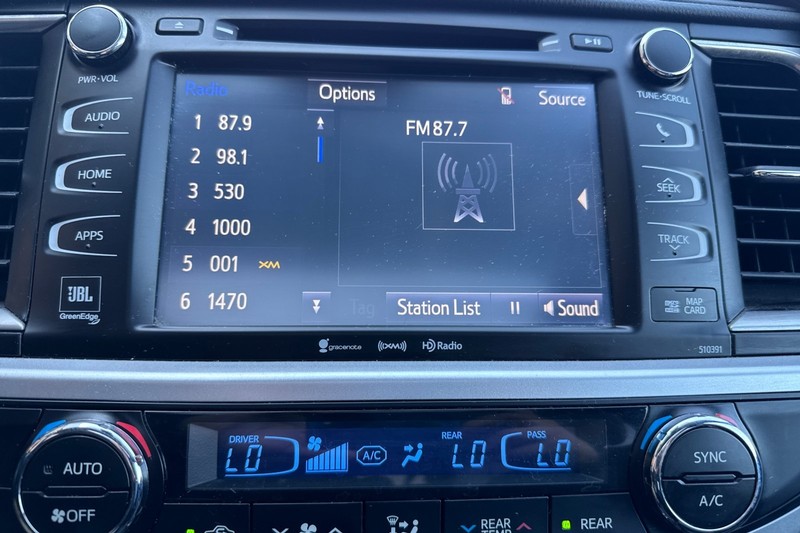 PWR•VOL
AUDIO
HOME
APPS
JBL
GreenEdge
Radio
Options
Source
1 87.9
2 98.1
3 530
4 1000
5 001 XM
6 1470
FM 87.7
Tag
Station List
Sound
TUNE•SCROLL
SEEK
TRACK
MAP
CARD
gracenote (((XM))) HD Radio
510391
DRIVER
LO
A/C
REAR
LO
PASS
LO
AUTO
OFF
SYNC
A/C
REAR
TEMP
REAR